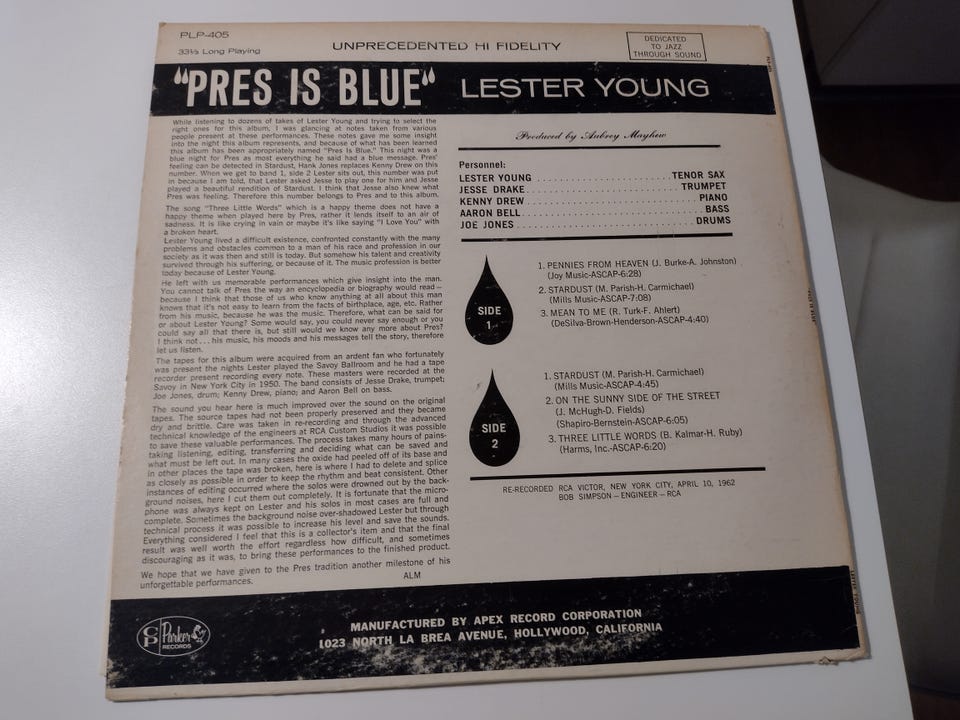 PLP-405
33⅓ Long Playing
UNPRECEDENTED HI FIDELITY
DEDICATED
TO JAZZ
THROUGH SOUND
"PRES IS BLUE" LESTER YOUNG
While listening to dozens of takes of Lester Young and trying to select the
right ones for this album, I was glancing at notes taken from various
people present at these performances. These notes gave me some insight
into the night this album represents, and because of what has been learned
this album has been appropriately named "Pres Is Blue." This night was a
blue night for Pres as most everything he said had a blue message. Pres'
feeling can be detected in Stardust, Hank Jones replaces Kenny Drew on this
number. When we get to band 1, side 2 Lester sits out, this number was put
in because I am told, that Lester asked Jesse to play one for him and Jesse
played a beautiful rendition of Stardust. I think that Jesse also knew what
Pres was feeling. Therefore this number belongs to Pres and to this album.
The song "Three Little Words" which is a happy theme does not have a
happy theme when played here by Pres, rather it lends itself to an air of
sadness. It is like crying in vain or maybe it's like saying "I Love You" with
a broken heart.
Lester Young lived a difficult existence, confronted constantly with the many
problems and obstacles common to a man of his race and profession in our
society as it was then and still is today. But somehow his talent and creativity
survived through his suffering, or because of it. The music profession is better
today because of Lester Young.
He left with us memorable performances which give insight into the man.
You cannot talk of Pres the way an encyclopedia or biography would read—
because I think that those of us who know anything at all about this man
knows that it's not easy to learn from the facts of birthplace, age, etc. Rather
from his music, because he was the music. Therefore, what can be said for
or about Lester Young? Some would say, you could never say enough or you
could say all that there is, but still would we know any more about Pres?
I think not . . . his music, his moods and his messages tell the story, therefore
let us listen.
The tapes for this album were acquired from an ardent fan who fortunately
was present the nights Lester played the Savoy Ballroom and he had a tape
recorder present recording every note. These masters were recorded at the
Savoy in New York City in 1950. The band consists of Jesse Drake, trumpet;
Joe Jones, drum; Kenny Drew, piano; and Aaron Bell on bass.
The sound you hear here is much improved over the sound on the original
tapes. The source tapes had not been properly preserved and they became
dry and brittle. Care was taken in re-recording and through the advanced
technical knowledge of the engineers at RCA Custom Studios it was possible
to save these valuable performances. The process takes many hours of pains-
taking listening, editing, transferring and deciding what can be saved and
what must be left out. In many cases the oxide had peeled off of its base and
in other places the tape was broken, here is where I had to delete and splice
as closely as possible in order to keep the rhythm and beat consistent. Other
instances of editing occurred where the solos were drowned out by the back-
ground noises, here I cut them out completely. It is fortunate that the micro-
phone was always kept on Lester and his solos in most cases are full and
complete. Sometimes the background noise over-shadowed Lester but through
technical process it was possible to increase his level and save the sounds.
Everything considered I feel that this is a collector's item and that the final
result was well worth the effort regardless how difficult, and sometimes
discouraging as it was, to bring these performances to the finished product.
We hope that we have given to the Pres tradition another milestone of his
unforgettable performances.
ALM
Produced by Aubrey Mayhew
Personnel:
LESTER YOUNG . . . . . . . . . . . . . . . . . . . . TENOR SAX
JESSE DRAKE . . . . . . . . . . . . . . . . . . . . . . TRUMPET
KENNY DREW . . . . . . . . . . . . . . . . . . . . . . . . PIANO
AARON BELL . . . . . . . . . . . . . . . . . . . . . . . . . BASS
JOE JONES . . . . . . . . . . . . . . . . . . . . . . . . . DRUMS
SIDE
1
1. PENNIES FROM HEAVEN (J. Burke-A. Johnston)
(Joy Music-ASCAP-6:28)
2. STARDUST (M. Parish-H. Carmichael)
(Mills Music-ASCAP-7:08)
3. MEAN TO ME (R. Turk-F. Ahlert)
(DeSilva-Brown-Henderson-ASCAP-4:40)
SIDE
2
1. STARDUST (M. Parish-H. Carmichael)
(Mills Music-ASCAP-4:45)
2. ON THE SUNNY SIDE OF THE STREET
(J. McHugh-D. Fields)
(Shapiro-Bernstein-ASCAP-6:05)
3. THREE LITTLE WORDS (B. Kalmar-H. Ruby)
(Harms, Inc.-ASCAP-6:20)
RE-RECORDED RCA VICTOR, NEW YORK CITY, APRIL 10, 1962
BOB SIMPSON – ENGINEER – RCA
CP Parker
RECORDS
MANUFACTURED BY APEX RECORD CORPORATION
1023 NORTH LA BREA AVENUE, HOLLYWOOD, CALIFORNIA